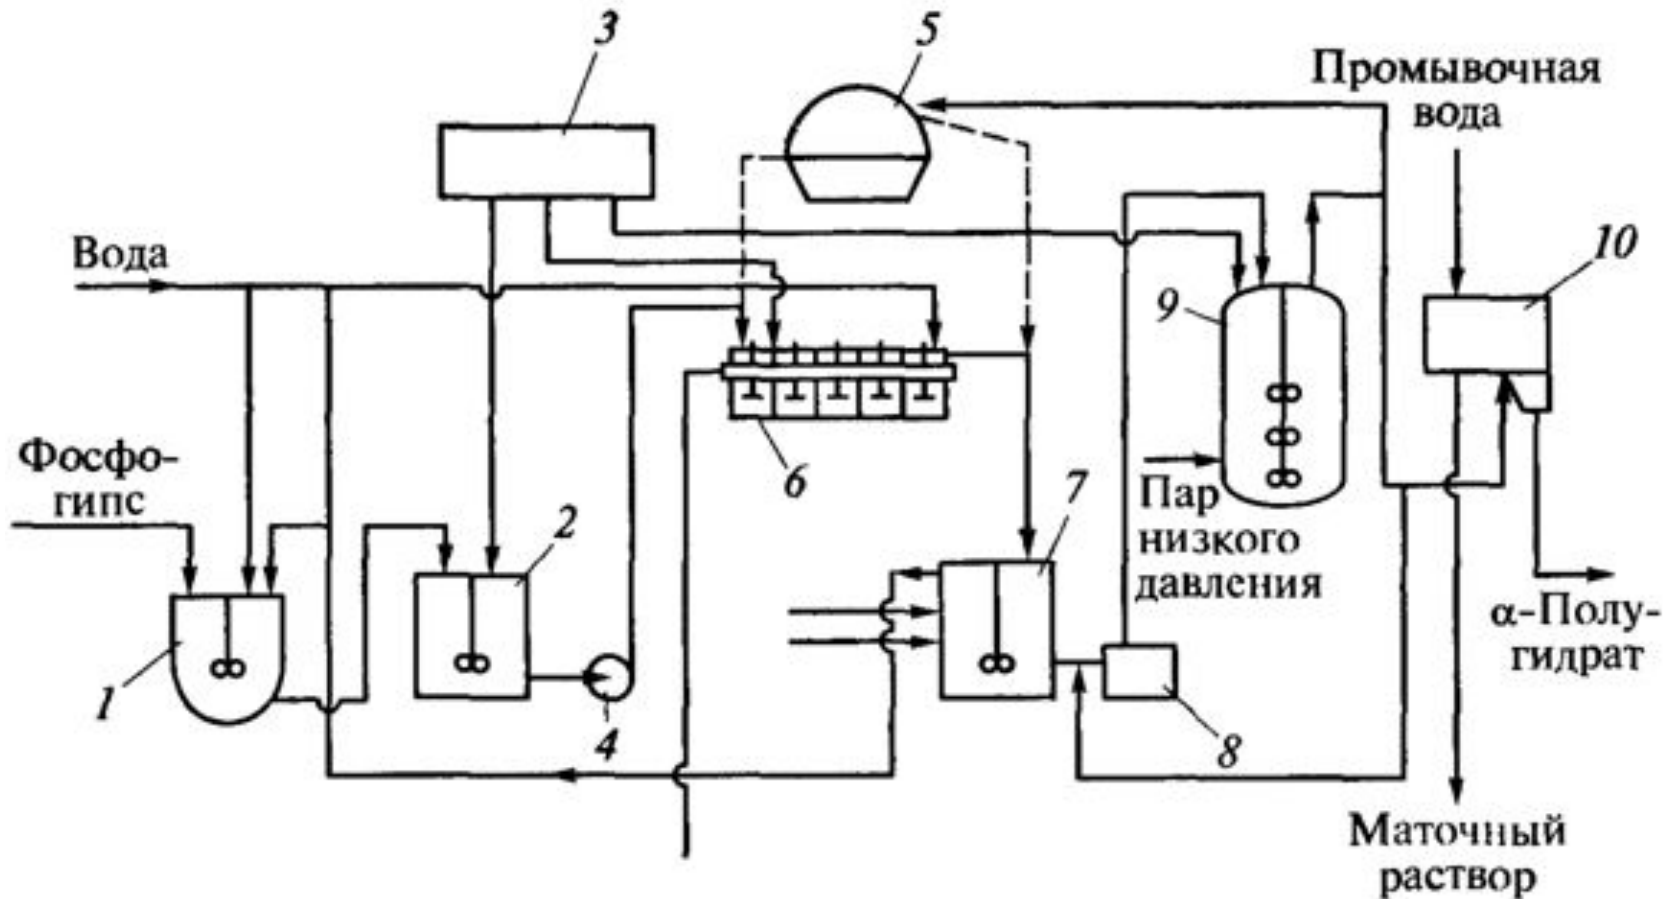 3
5
Промывочная
вода
Вода
10
9
Фосфо-
гипс
6
7
2
Пар
низкого
давления
α-Полу-
гидрат
1
4
8
Маточный
раствор